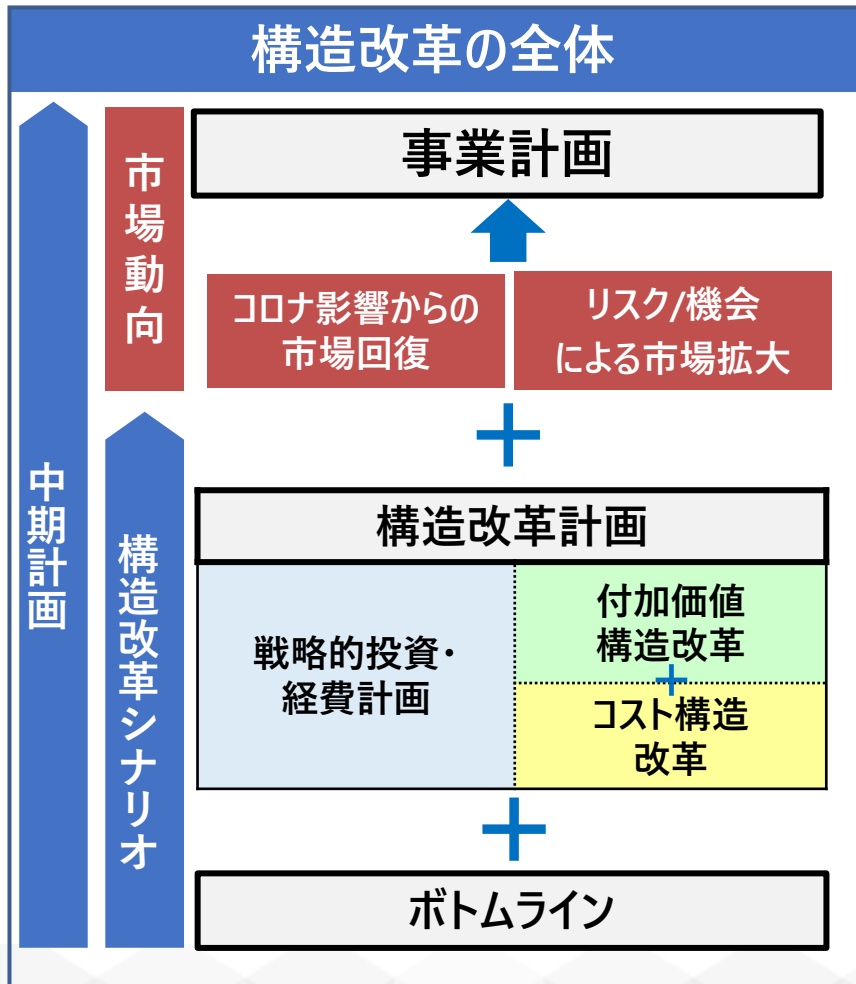 構造改革の全体
事業計画
市場動向
コロナ影響からの
市場回復
リスク/機会
による市場拡大
中期計画
構造改革シナリオ
構造改革計画
戦略的投資・
経費計画
付加価値
構造改革
コスト構造
改革
ボトムライン